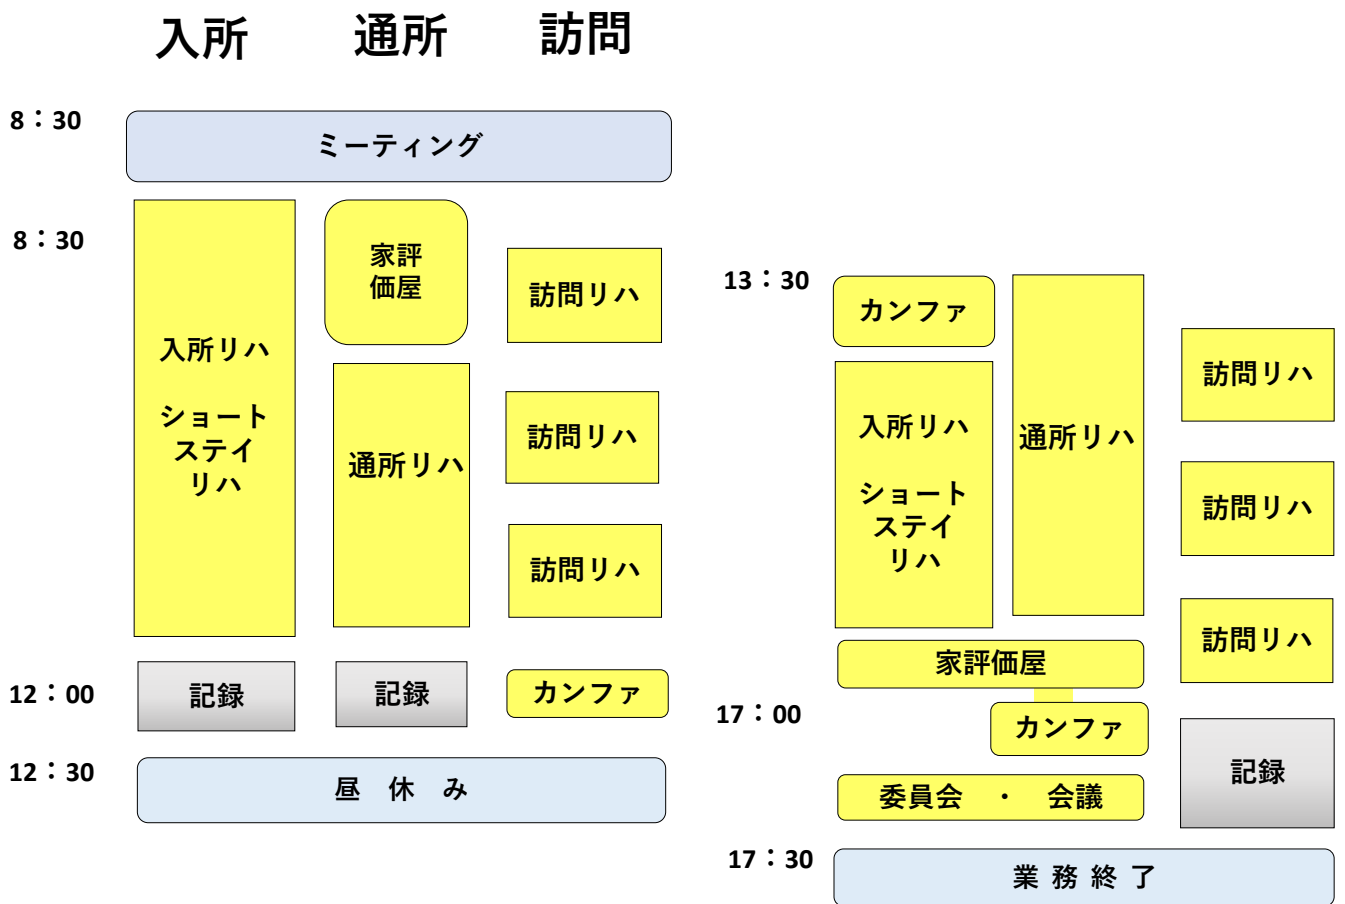 入所 通所 訪問
8：30
ミーティング
8：30
家評
価屋
訪問リハ
入所リハ
ショート
ステイ
リハ
通所リハ
訪問リハ
訪問リハ
12：00
記録
記録
カンファ
12：30
昼 休 み
13：30
カンファ
訪問リハ
入所リハ
ショート
ステイ
リハ
通所リハ
訪問リハ
訪問リハ
家評価屋
17：00
カンファ
記録
委員会 ・ 会議
17：30
業 務 終 了